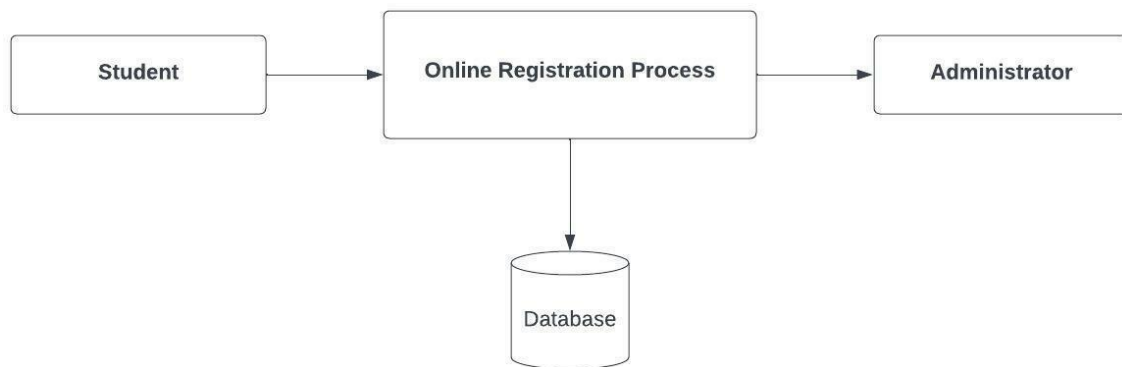 Student
Online Registration Process
Administrator
Database